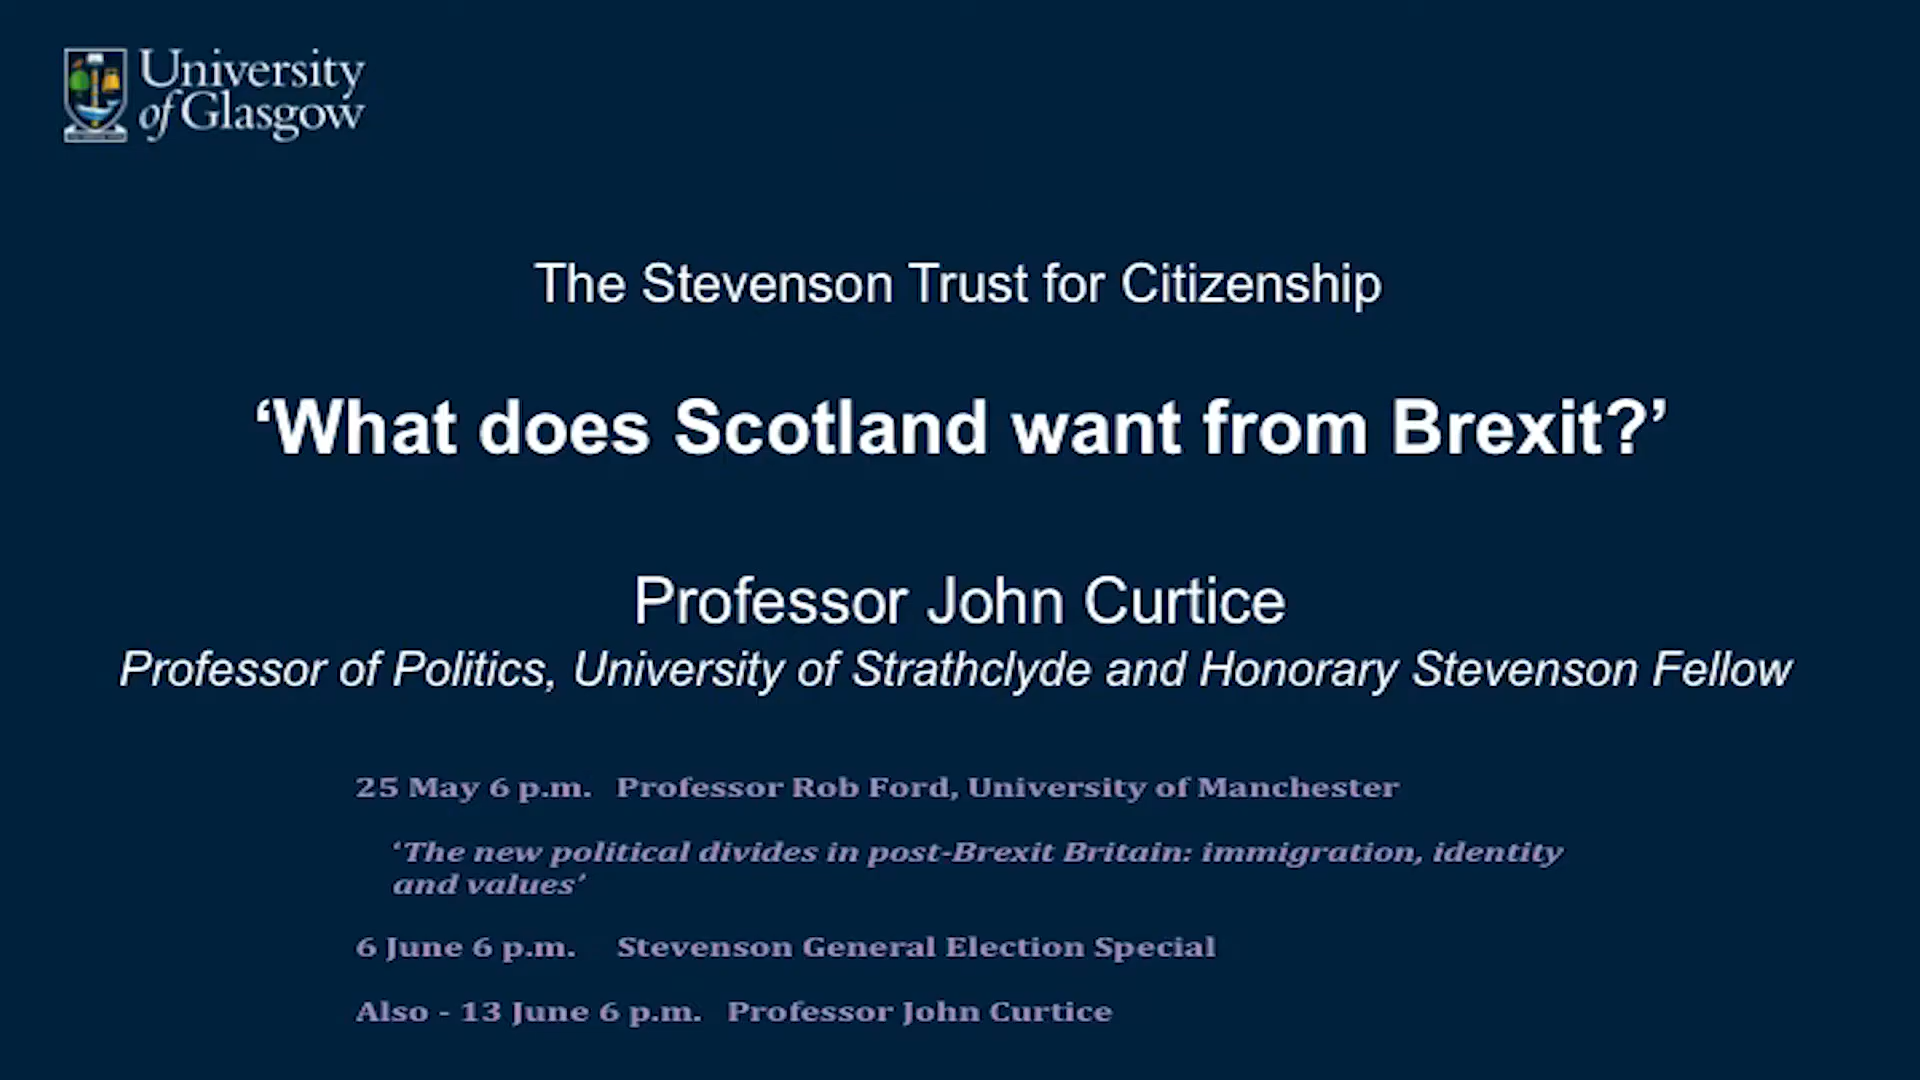 University
of Glasgow
The Stevenson Trust for Citizenship
‘What does Scotland want from Brexit?’
Professor John Curtice
Professor of Politics, University of Strathclyde and Honorary Stevenson Fellow
25 May 6 p.m. Professor Rob Ford, University of Manchester
‘The new political divides in post-Brexit Britain: immigration, identity
and values’
6 June 6 p.m. Stevenson General Election Special
Also - 13 June 6 p.m. Professor John Curtice